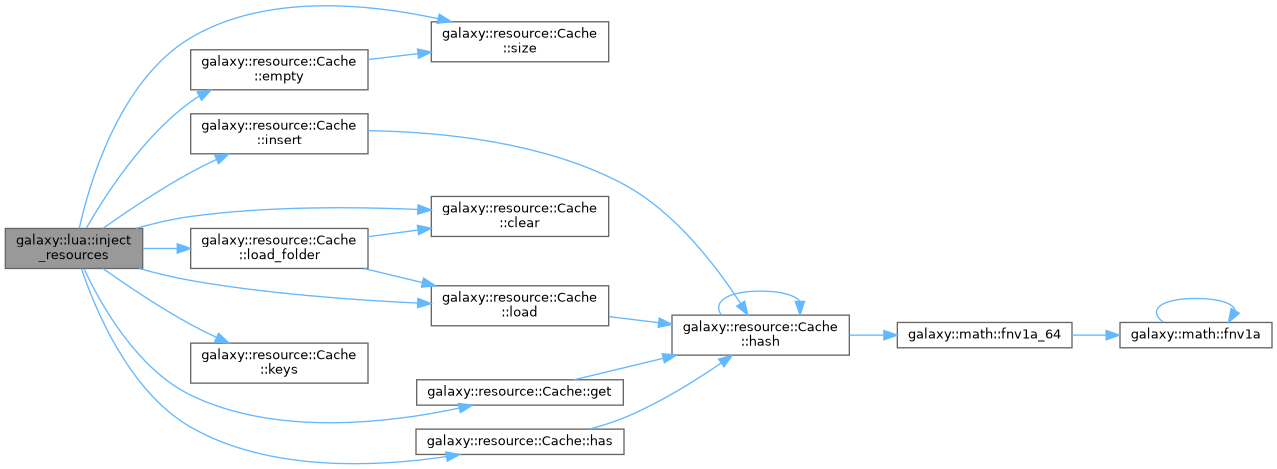 galaxy::resource::Cache
::size
galaxy::resource::Cache
::empty
galaxy::resource::Cache
::insert
galaxy::resource::Cache
::clear
galaxy::lua::inject
_resources
galaxy::resource::Cache
::load_folder
galaxy::resource::Cache
::load
galaxy::resource::Cache
::hash
galaxy::math::fnv1a_64
galaxy::math::fnv1a
galaxy::resource::Cache
::keys
galaxy::resource::Cache::get
galaxy::resource::Cache::has